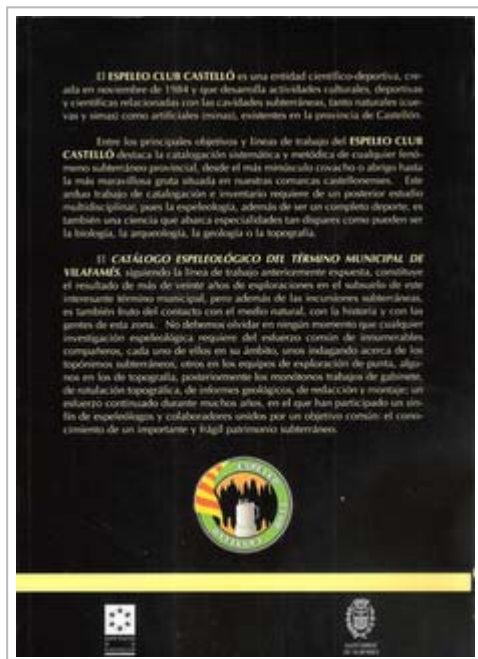 El ESPELEO CLUB CASTELLÓ es una entidad científico-deportiva, cre-
ada en noviembre de 1984 y que desarrolla actividades culturales, deportivas
y científicas relacionadas con las cavidades subterráneas, tanto naturales (cue-
vas y simas) como artificiales (minas), existentes en la provincia de Castellón.
Entre los principales objetivos y líneas de trabajo del ESPELEO CLUB
CASTELLÓ destaca la catalogación sistemática y metódica de cualquier fenó-
meno subterráneo provincial, desde el más minúsculo covacho o abrigo hasta
la más maravillosa gruta situada en nuestras comarcas castellonenses. Este
arduo trabajo de catalogación e inventario requiere de un posterior estudio
multidisciplinar, pues la espeleología, además de ser un completo deporte, es
también una ciencia que abarca especialidades tan dispares como pueden ser
la biología, la arqueología, la geología o la topografía.
El CATÁLOGO ESPELEOLÓGICO DEL TÉRMINO MUNICIPAL DE
VILAFAMÉS, siguiendo la línea de trabajo anteriormente expuesta, constituye
el resultado de más de veinte años de exploraciones en el subsuelo de este
interesante término municipal, pero además de las incursiones subterráneas,
es también fruto del contacto con el medio natural, con la historia y con las
gentes de esta zona. No debemos olvidar en ningún momento que cualquier
investigación espeleológica requiere del esfuerzo común de innumerables
compañeros, cada uno de ellos en su ámbito, unos indagando acerca de los
topónimos subterráneos, otros en los equipos de exploración de punta, algu-
nos en los de topografía, posteriormente los monótonos trabajos de gabinete,
de rotulación topográfica, de informes geológicos, de redacción y montaje; un
esfuerzo continuado durante muchos años, en el que han participado un sin-
fín de espeleólogos y colaboradores unidos por un objetivo común: el cono-
cimiento de un importante y frágil patrimonio subterráneo.
ESPELEO CLUB
CASTELLÓ